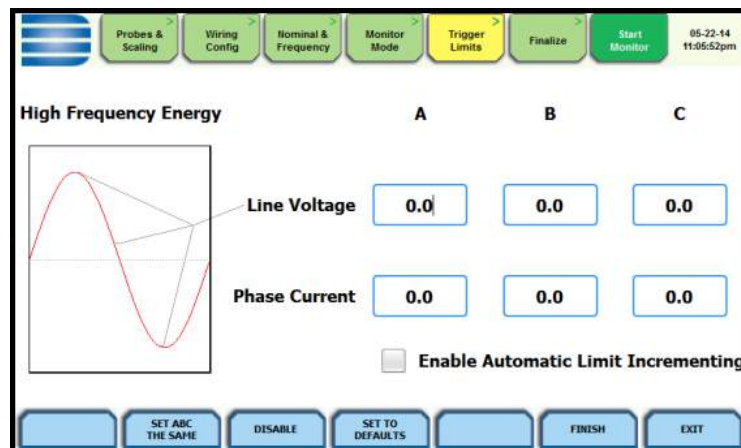 Probes & Scaling
Wiring Config
Nominal & Frequency
Monitor Mode
Trigger Limits
Finalize
Start Monitor
05-22-14
11:05:52pm
High Frequency Energy
A B C
Line Voltage 0.0 0.0 0.0
Phase Current 0.0 0.0 0.0
Enable Automatic Limit Incrementing
SET ABC THE SAME
DISABLE
SET TO DEFAULTS
FINISH
EXIT